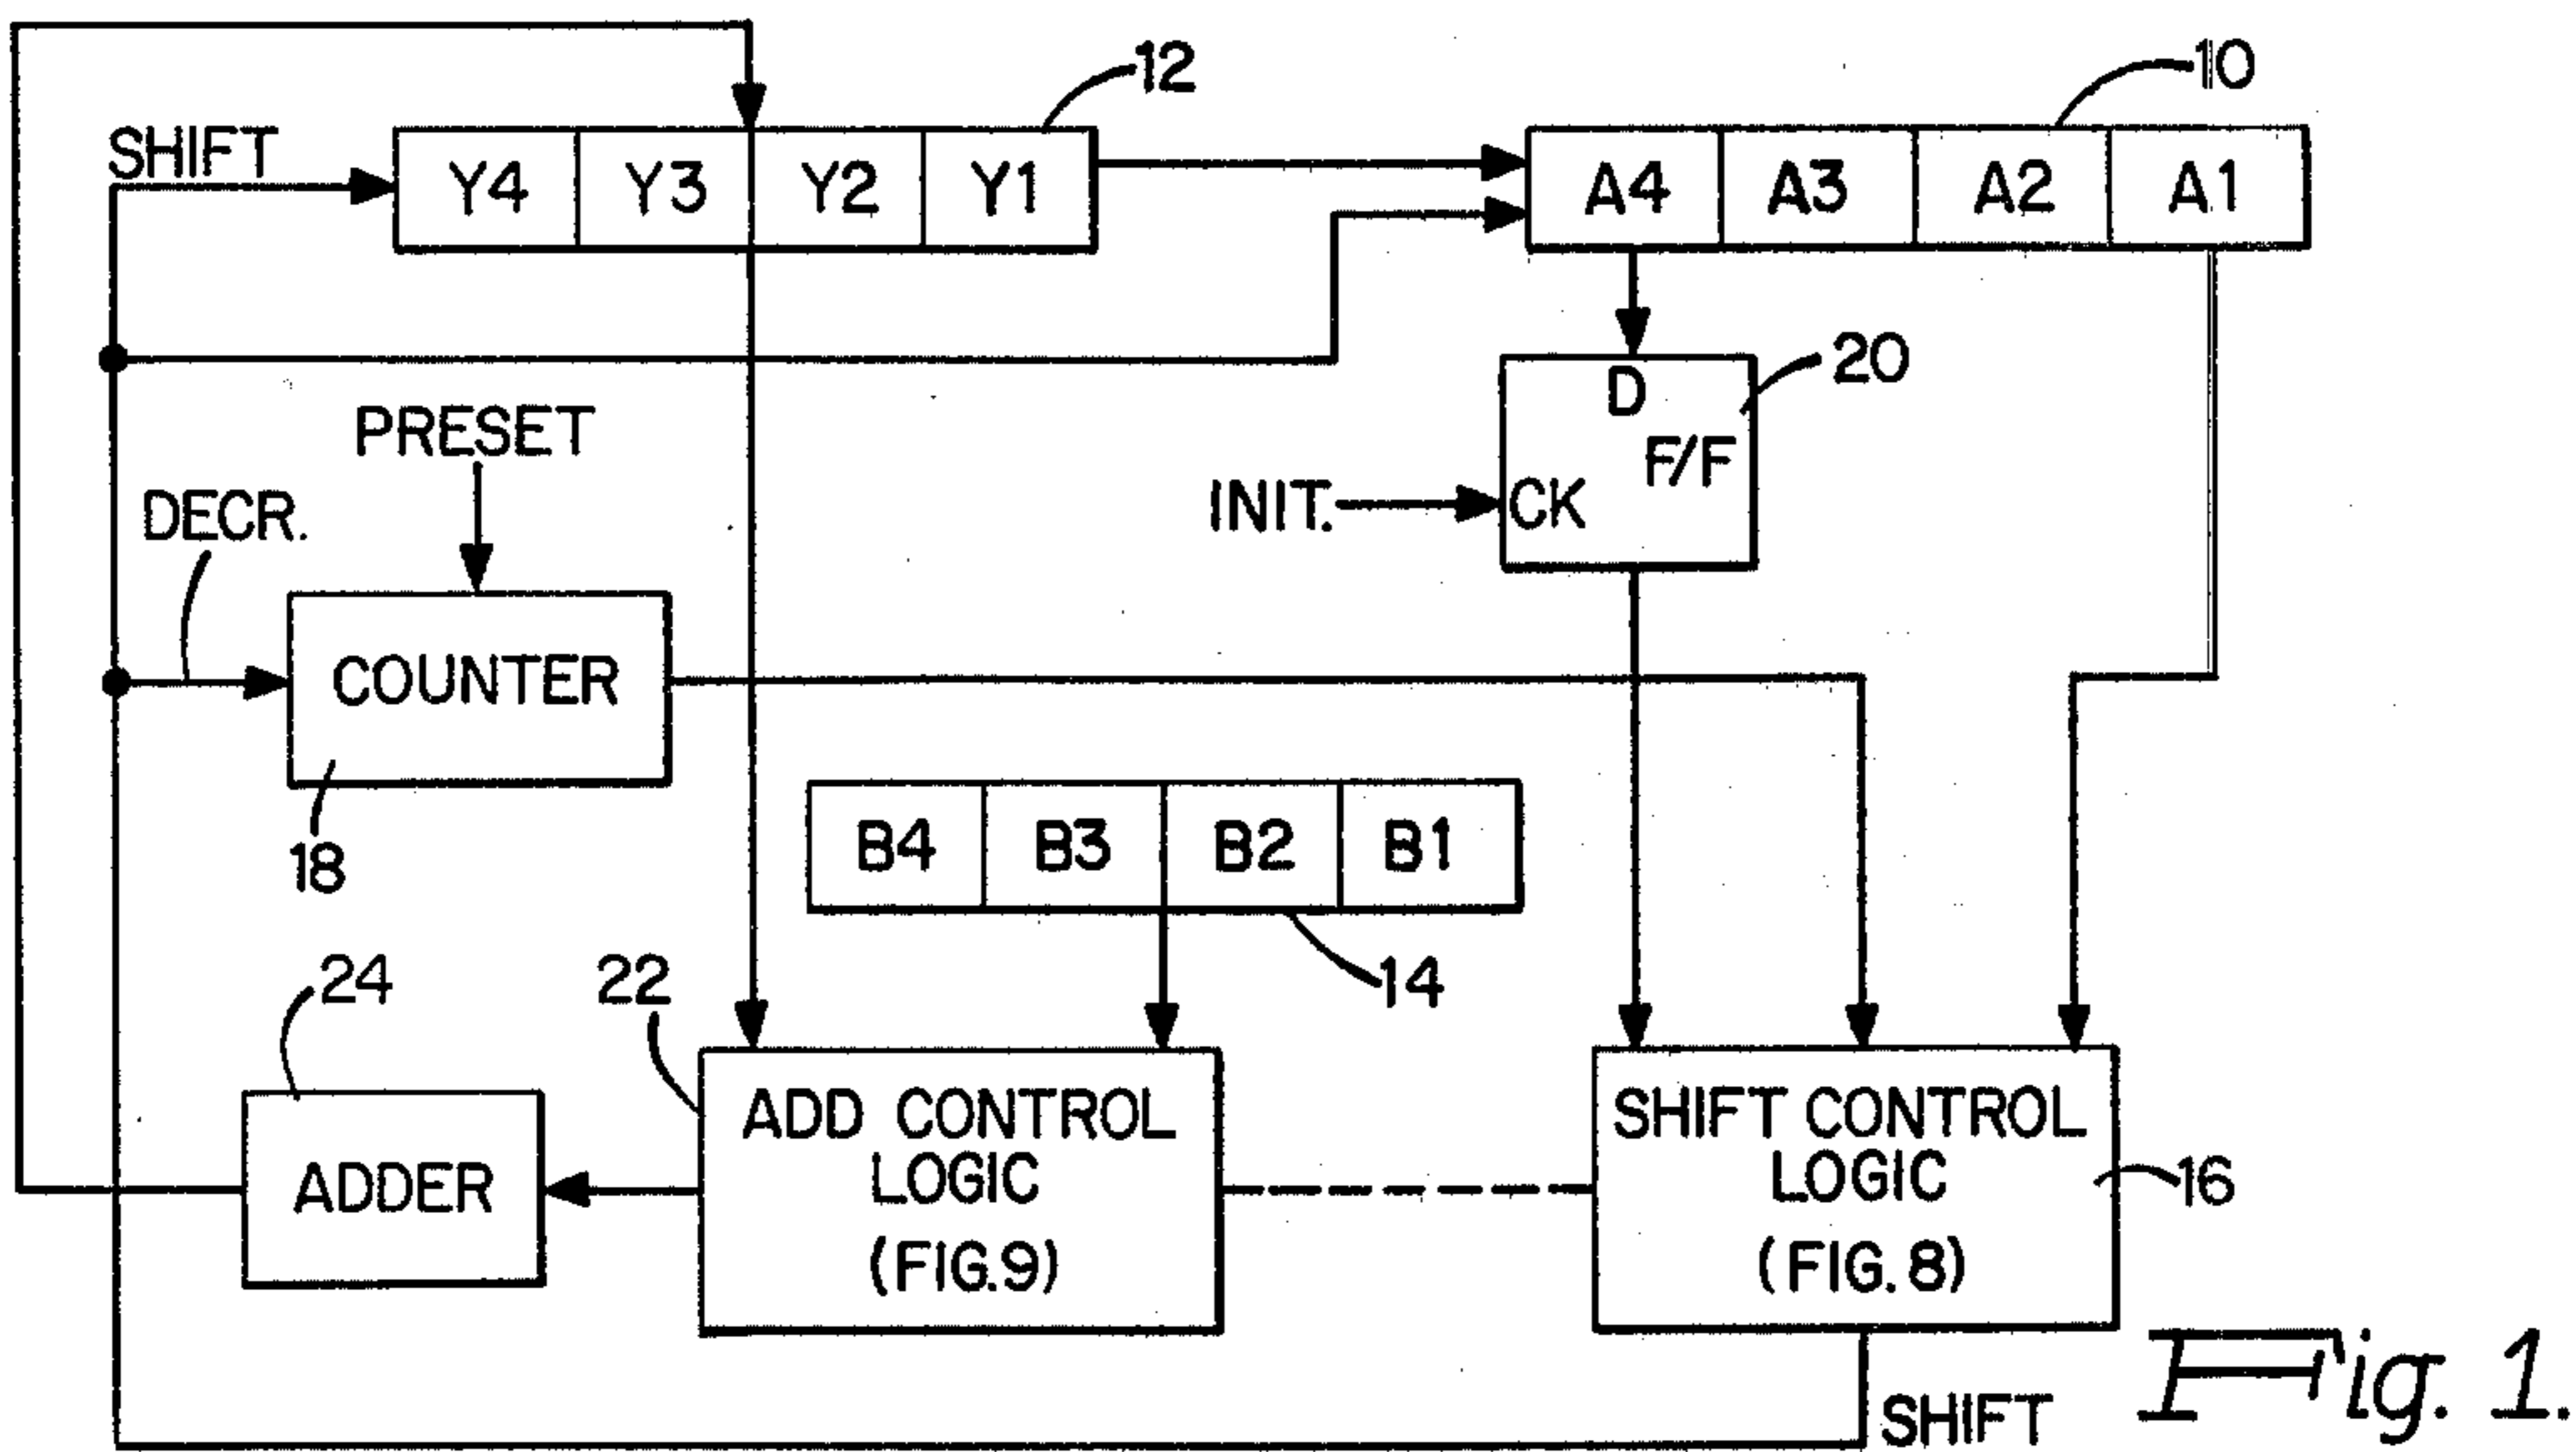 12
10
SHIFT
Y4 Y3 Y2 Y1
A4 A3 A2 A1
20
D
F/F
INIT.
CK
PRESET
DECR.
COUNTER
18
B4 B3 B2 B1
14
24
22
ADDER
ADD CONTROL
LOGIC
(FIG.9)
SHIFT CONTROL
LOGIC
(FIG. 8)
16
SHIFT
Fig. 1.